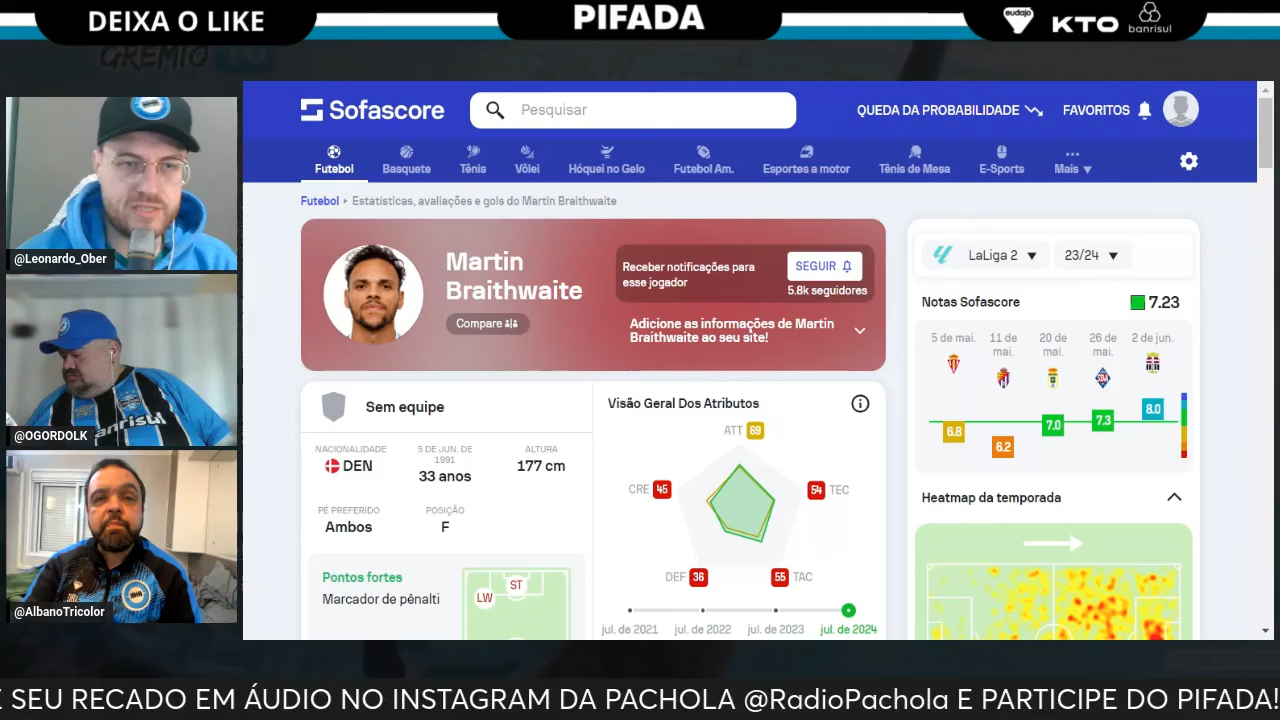 DEIXA O LIKE
PIFADA
eudajo
KTO
banrisul
GRÊMIO
Sofascore
Pesquisar
QUEDA DA PROBABILIDADE
FAVORITOS
Futebol
Basquete
Tênis
Vôlei
Hóquei no Gelo
Futebol Am.
Esportes a motor
Tênis de Mesa
E-Sports
Mais
Futebol
Estatísticas, avaliações e gols do Martin Braithwaite
Martin
Braithwaite
Compare
Receber notificações para
esse jogador
SEGUIR
5.8k seguidores
Adicione as informações de Martin
Braithwaite ao seu site!
LaLiga 2
23/24
Notas Sofascore
7.23
5 de mai.
11 de
mai.
20 de
mai.
26 de
mai.
2 de jun.
6.8
6.2
7.0
7.3
8.0
Heatmap da temporada
Sem equipe
NACIONALIDADE
DEN
5 DE JUN. DE
1991
33 anos
ALTURA
177 cm
PÉ PREFERIDO
Ambos
POSIÇÃO
F
Pontos fortes
Marcador de pênalti
LW
ST
Visão Geral Dos Atributos
ATT 69
CRE 45
54 TEC
DEF 36
55 TAC
jul. de 2021
jul. de 2022
jul. de 2023
jul. de 2024
@Leonardo_Ober
banrisul
@OGORDOLK
@AlbanoTricolor
E SEU RECADO EM ÁUDIO NO INSTAGRAM DA PACHOLA @RadioPachola E PARTICIPE DO PIFADA!